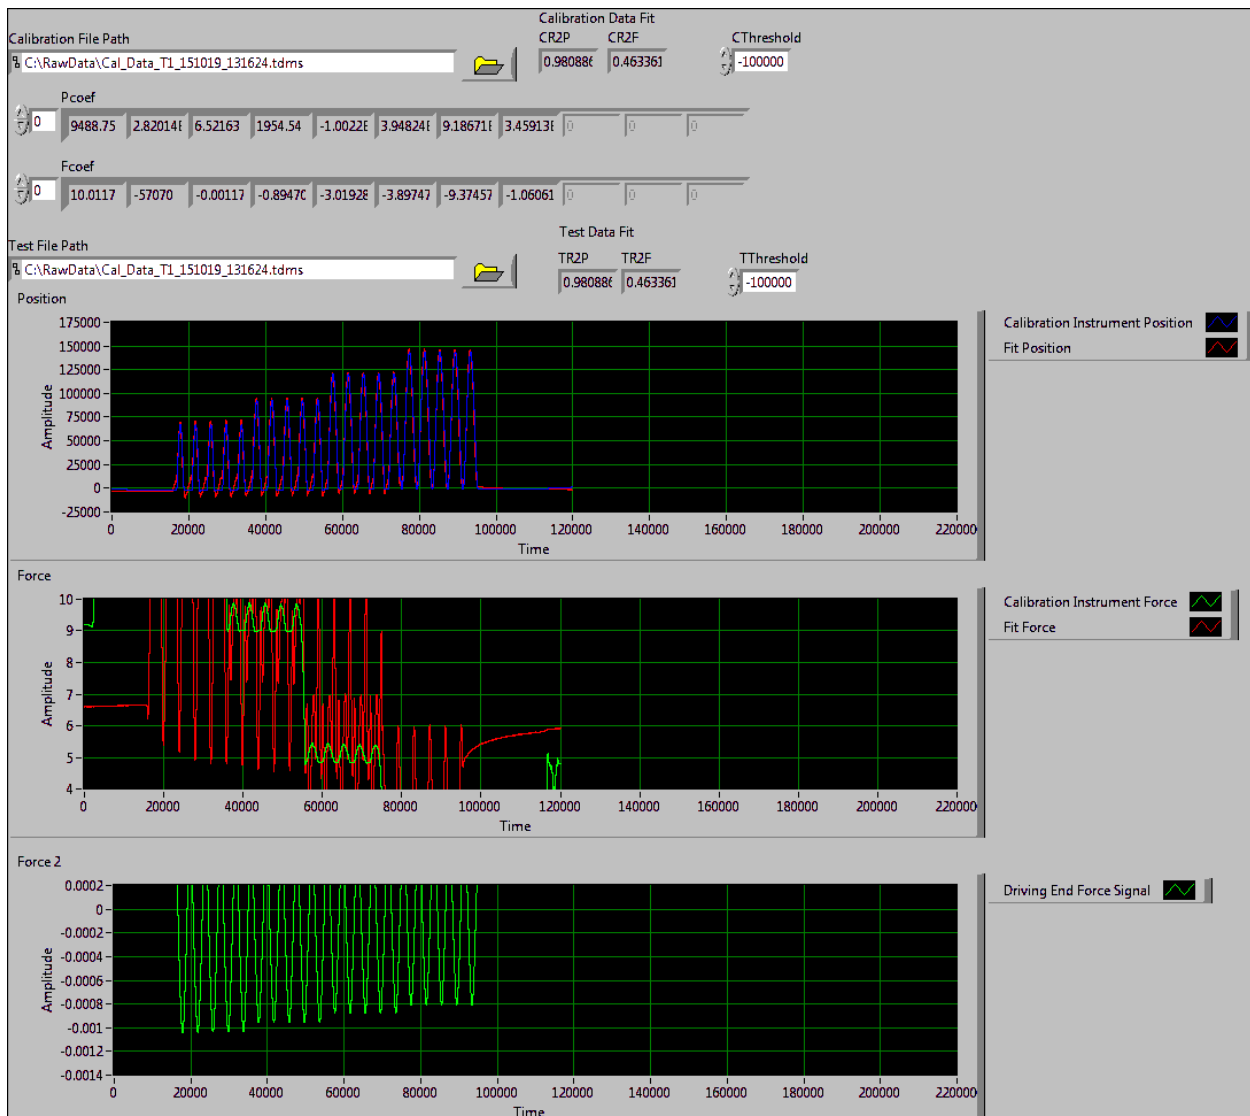 Calibration Data Fit
Calibration File Path CR2P CR2F CThreshold
C:\RawData\Cal_Data_T1_151019_131624.tdms 0.980886 0.463361 -100000
Pcoef
0 9488.75 2.82014E 6.52163 1954.54 -1.0022E 3.94824E 9.18671E 3.45913E 0 0 0
Fcoef
0 10.0117 -57070 -0.00117 -0.89470 -3.01928 -3.89747 -9.37457 -1.06061 0 0 0
Test Data Fit
Test File Path TR2P TR2F TThreshold
C:\RawData\Cal_Data_T1_151019_131624.tdms 0.980886 0.463361 -100000
Position
175000
150000
125000
100000
75000
50000
25000
0
-25000
Amplitude
0 20000 40000 60000 80000 100000 120000 140000 160000 180000 200000 220000
Time
Calibration Instrument Position
Fit Position
Force
10
9
8
7
6
5
4
Amplitude
0 20000 40000 60000 80000 100000 120000 140000 160000 180000 200000 220000
Time
Calibration Instrument Force
Fit Force
Force 2
0.0002
0
-0.0002
-0.0004
-0.0006
-0.0008
-0.001
-0.0012
-0.0014
Amplitude
0 20000 40000 60000 80000 100000 120000 140000 160000 180000 200000 220000
Time
Driving End Force Signal